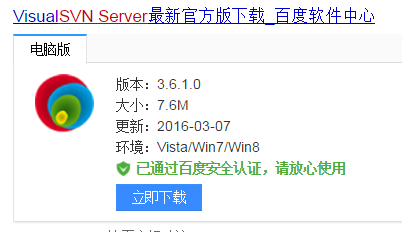 VisualSVN Server最新官方版下载_百度软件中心
电脑版
版本：3.6.1.0
大小：7.6M
更新：2016-03-07
环境：Vista/Win7/Win8
已通过百度安全认证，请放心使用
立即下载